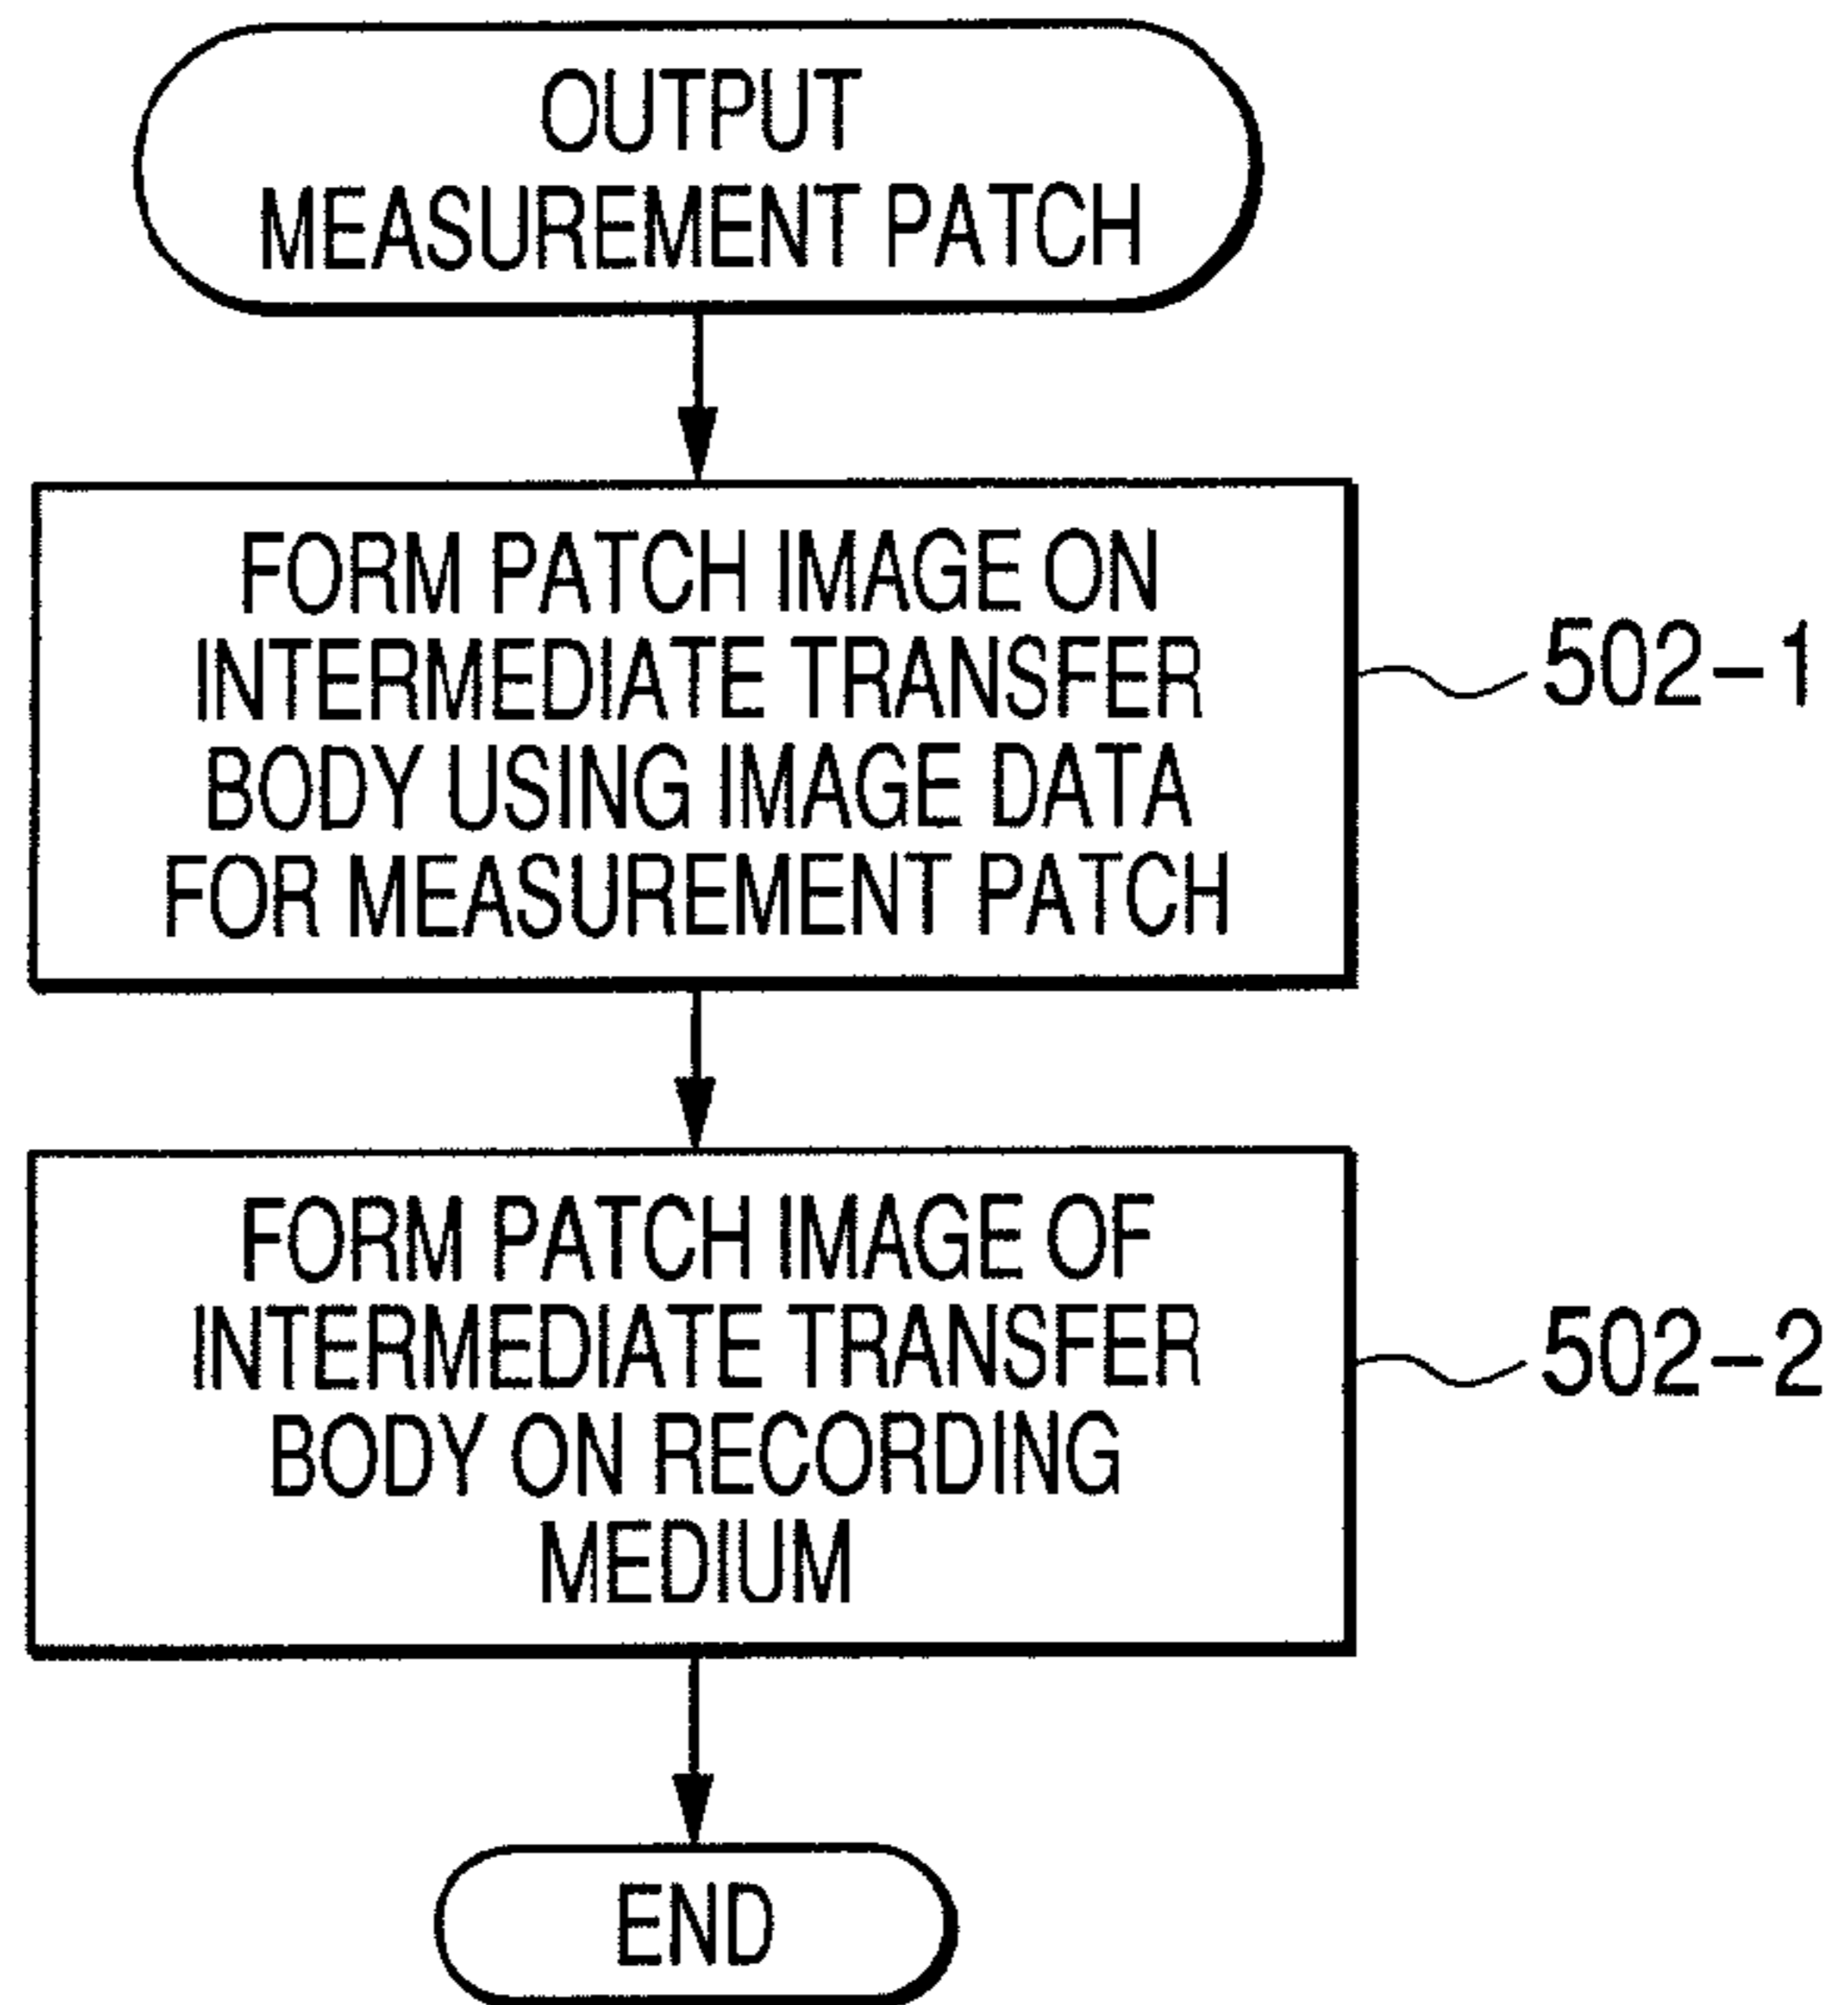 OUTPUT
MEASUREMENT PATCH
FORM PATCH IMAGE ON
INTERMEDIATE TRANSFER
BODY USING IMAGE DATA
FOR MEASUREMENT PATCH
502-1
FORM PATCH IMAGE OF
INTERMEDIATE TRANSFER
BODY ON RECORDING
MEDIUM
502-2
END